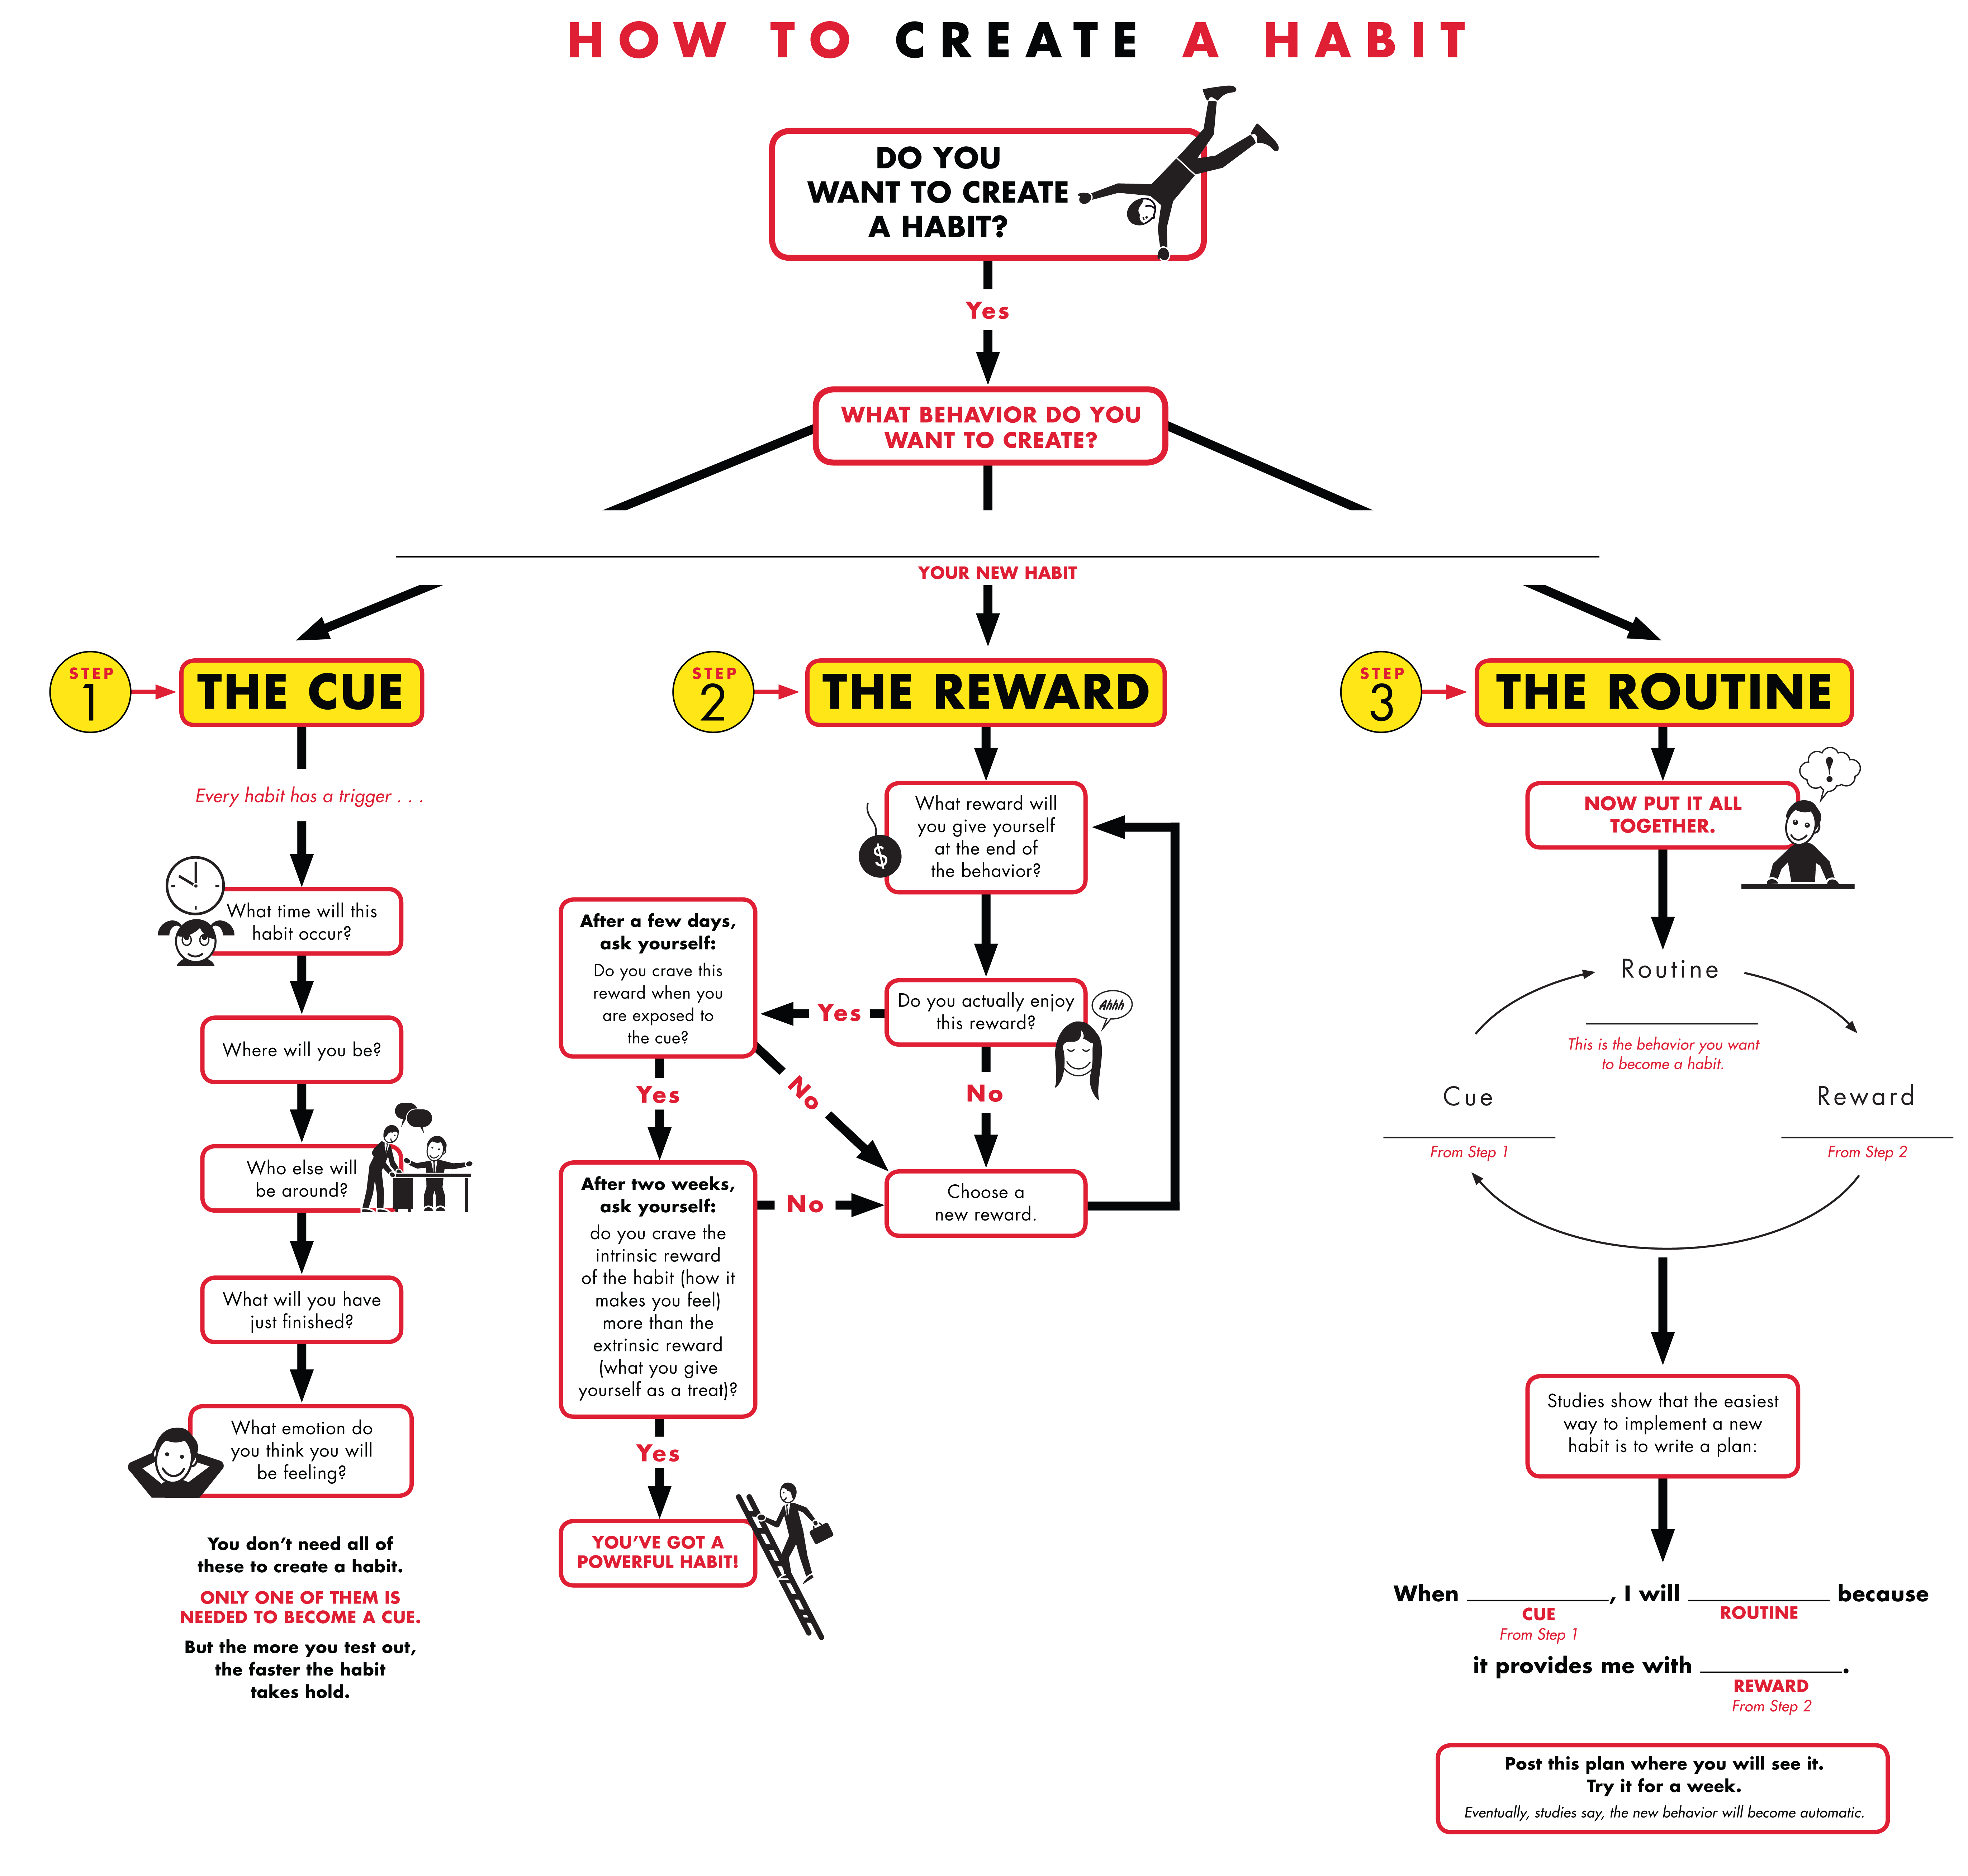 HOW TO CREATE A HABIT
DO YOU
WANT TO CREATE
A HABIT?
Yes
WHAT BEHAVIOR DO YOU
WANT TO CREATE?
YOUR NEW HABIT
STEP
1
THE CUE
Every habit has a trigger . . .
What time will this
habit occur?
Where will you be?
Who else will
be around?
What will you have
just finished?
What emotion do
you think you will
be feeling?
You don't need all of
these to create a habit.
ONLY ONE OF THEM IS
NEEDED TO BECOME A CUE.
But the more you test out,
the faster the habit
takes hold.
STEP
2
THE REWARD
What reward will
you give yourself
at the end of
the behavior?
$
Do you actually enjoy
this reward?
Ahhh
Yes
No
After a few days,
ask yourself:
Do you crave this
reward when you
are exposed to
the cue?
Yes
No
After two weeks,
ask yourself:
do you crave the
intrinsic reward
of the habit (how it
makes you feel)
more than the
extrinsic reward
(what you give
yourself as a treat)?
No
Choose a
new reward.
Yes
YOU'VE GOT A
POWERFUL HABIT!
STEP
3
THE ROUTINE
NOW PUT IT ALL
TOGETHER.
!
Routine
This is the behavior you want
to become a habit.
Cue
From Step 1
Reward
From Step 2
Studies show that the easiest
way to implement a new
habit is to write a plan:
When ____________, I will ____________ because
CUE
From Step 1
ROUTINE
it provides me with ____________.
REWARD
From Step 2
Post this plan where you will see it.
Try it for a week.
Eventually, studies say, the new behavior will become automatic.